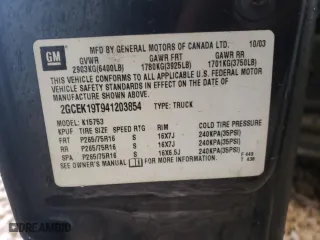 GM
MFD BY GENERAL MOTORS OF CANADA LTD. 10/03
GVWR GAWR FRT GAWR RR
2903KG(6400LB) 1780KG(3925LB) 1701KG(3750LB)
THIS VEHICLE CONFORMS TO ALL APPLICABLE U.S. FEDERAL MOTOR
VEHICLE SAFETY STANDARDS IN EFFECT ON THE DATE OF
MANUFACTURE SHOWN ABOVE.
2GCEK19T941203854 TYPE: TRUCK
MODEL: K15753
KPUF TIRE SIZE SPEED RTG RIM COLD TIRE PRESSURE
FRT P265/75R16 S 16X7J 240KPA(35PSI)
RR P265/75R16 S 16X7J 240KPA(35PSI)
SPA P265/75R16 S 16X6.5J 240KPA(35PSI)
SEE OWNER'S MANUAL FOR MORE INFORMATION.